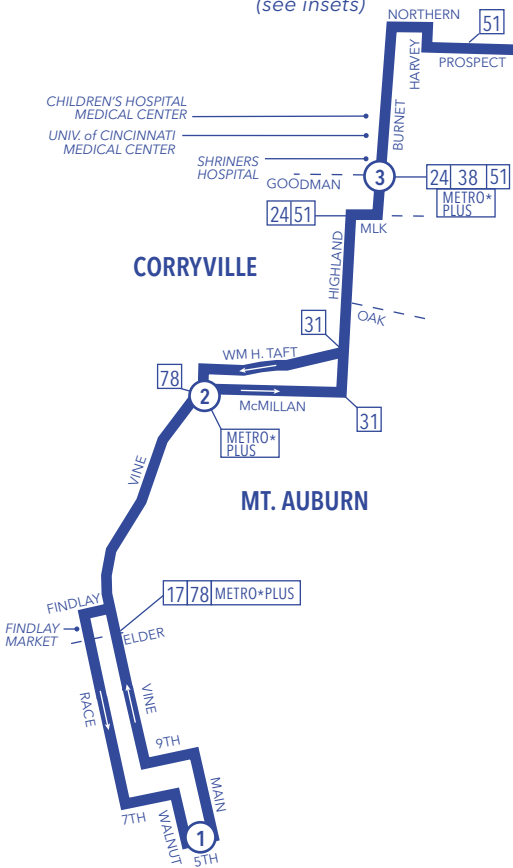 (see insets)
NORTHERN
51
HARVEY
PROSPECT
CHILDREN'S HOSPITAL
MEDICAL CENTER
BURNET
UNIV. of CINCINNATI
MEDICAL CENTER
SHRINERS
HOSPITAL
GOODMAN
3
24 38 51
METRO*
PLUS
24 51
MLK
CORRYVILLE
HIGHLAND
OAK
31
WM H. TAFT
78
2
McMILLAN
31
METRO*
PLUS
VINE
MT. AUBURN
17 78 METRO*PLUS
FINDLAY
FINDLAY
MARKET
ELDER
RACE
VINE
9TH
MAIN
7TH
WALNUT
1
5TH